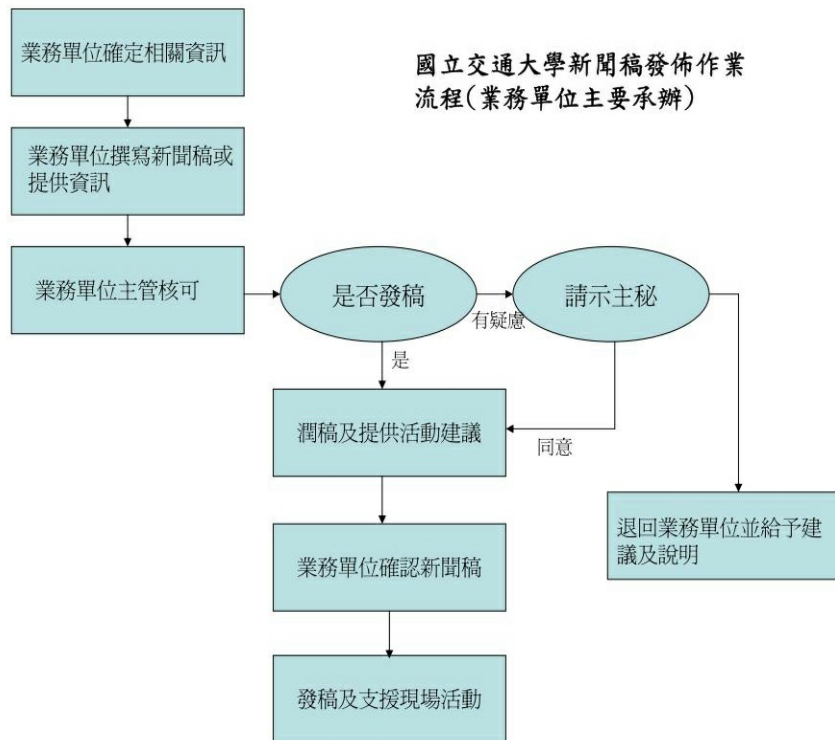 國立交通大學新聞稿發佈作業
流程(業務單位主要承辦)
業務單位確定相關資訊
業務單位撰寫新聞稿或
提供資訊
業務單位主管核可
是否發稿
有疑慮
請示主秘
是
同意
潤稿及提供活動建議
退回業務單位並給予建
議及說明
業務單位確認新聞稿
發稿及支援現場活動